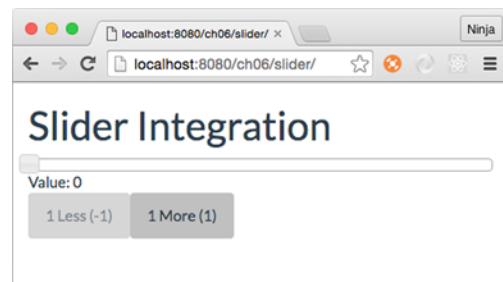 localhost:8080/ch06/slider/
Ninja
localhost:8080/ch06/slider/
Slider Integration
Value: 0
1 Less (-1) 1 More (1)